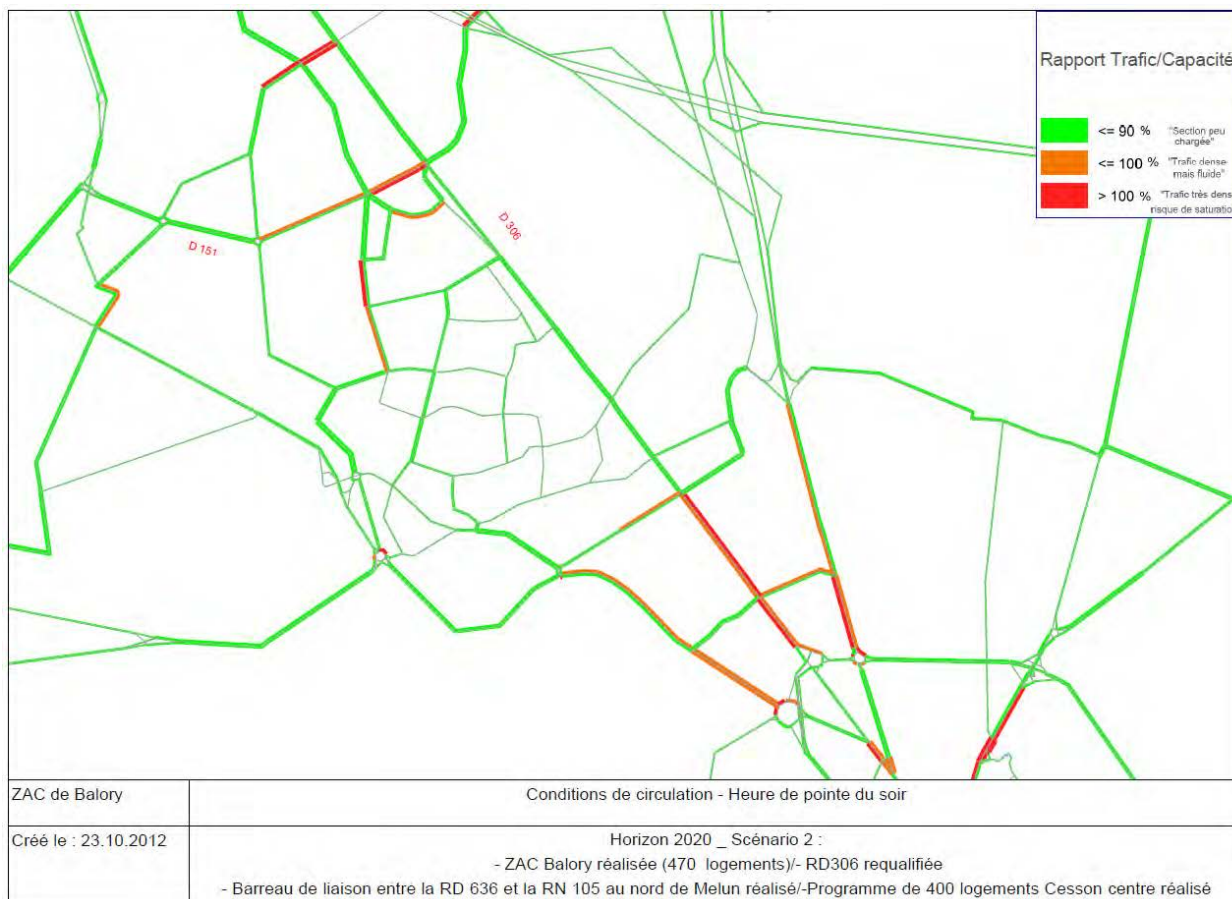 Rapport Trafic/Capacité
<= 90 % "Section peu
chargée"
<= 100 % "Trafic dense
mais fluide"
> 100 % "Trafic très dens
risque de saturatio
D 151
D 306
ZAC de Balory
Conditions de circulation - Heure de pointe du soir
Créé le : 23.10.2012
Horizon 2020 _ Scénario 2 :
- ZAC Balory réalisée (470 logements)/- RD306 requalifiée
- Barreau de liaison entre la RD 636 et la RN 105 au nord de Melun réalisé/-Programme de 400 logements Cesson centre réalisé